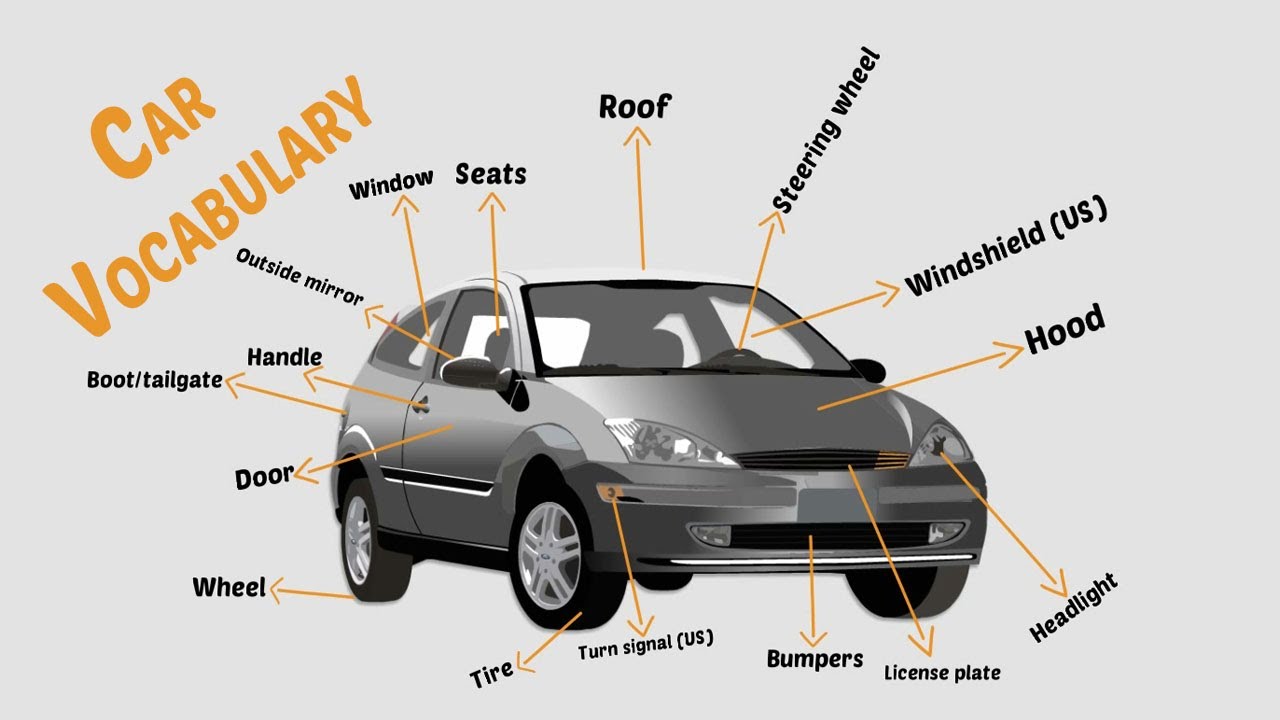 Car
Vocabulary
Roof
Steering wheel
Window
Seats
Windshield (US)
Outside mirror
Hood
Handle
Boot/tailgate
Door
Wheel
Headlight
Turn signal (US)
Bumpers
License plate
Tire